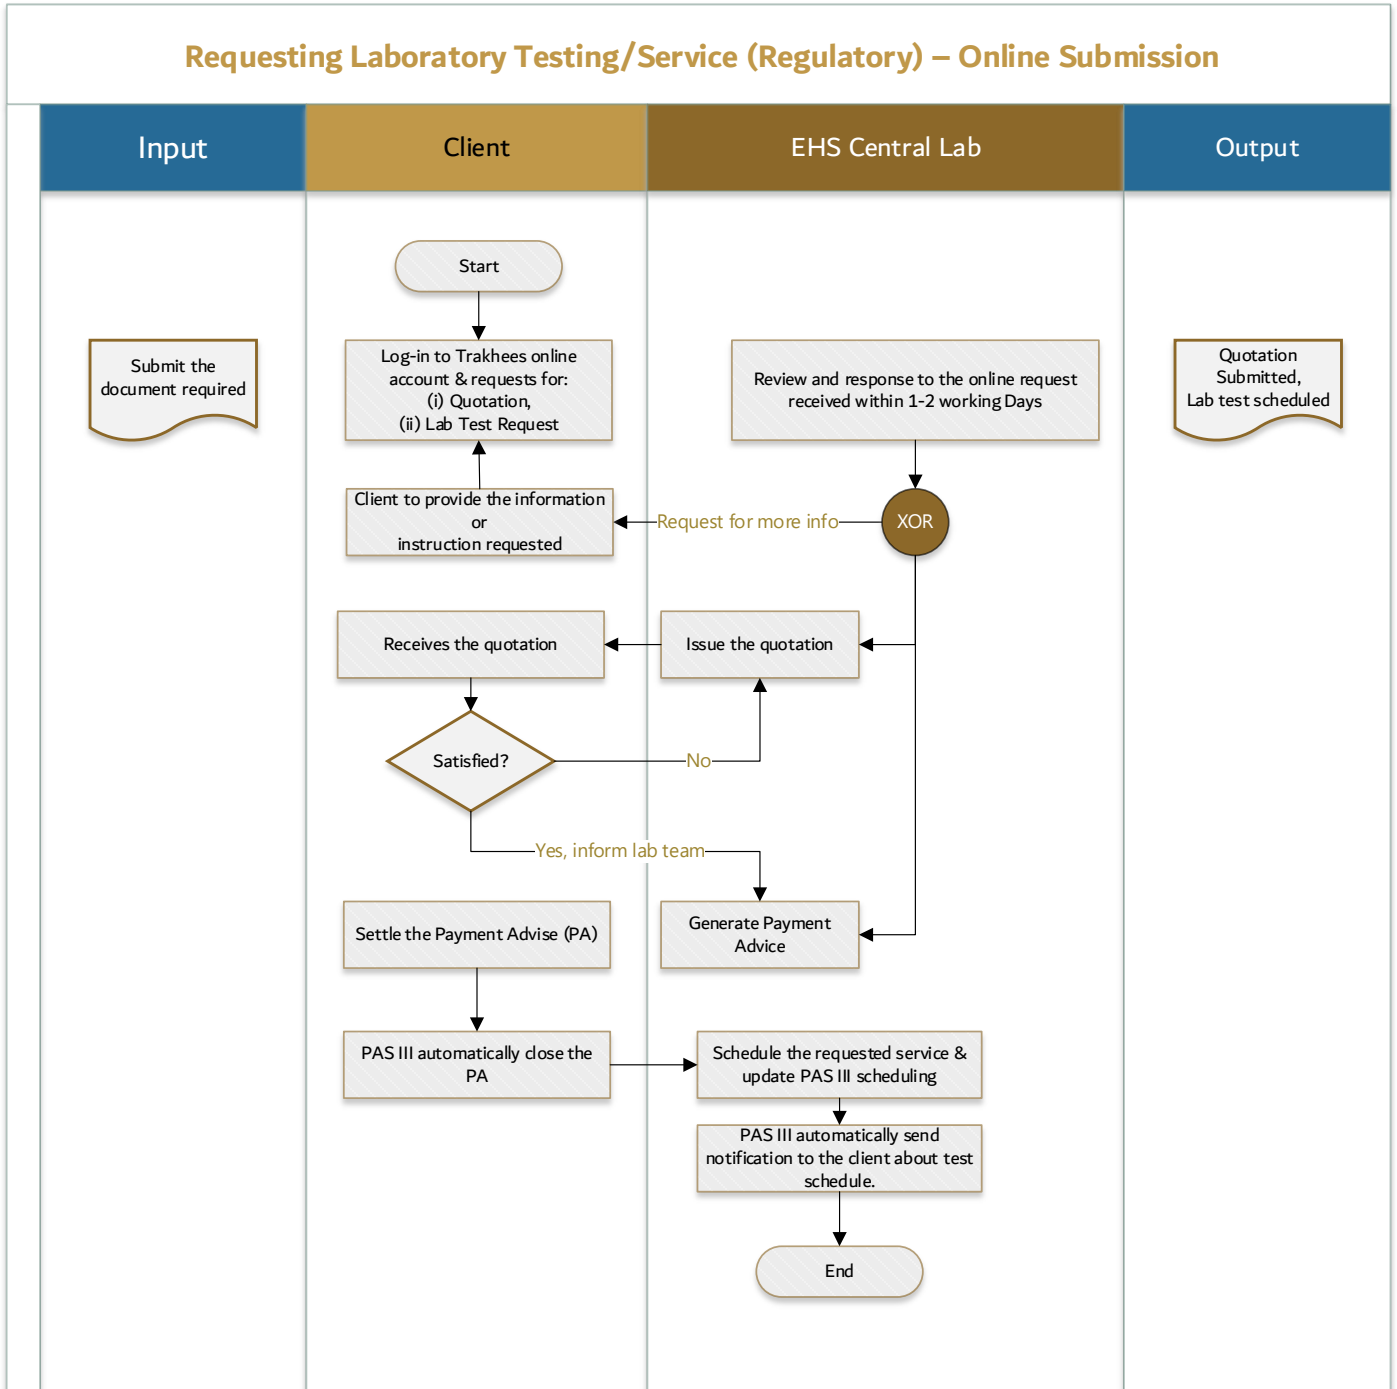 Requesting Laboratory Testing/Service (Regulatory) – Online Submission
Input
Client
EHS Central Lab
Output
Start
Submit the
document required
Log-in to Trakhees online
account & requests for:
(i) Quotation,
(ii) Lab Test Request
Review and response to the online request
received within 1-2 working Days
Quotation
Submitted,
Lab test scheduled
Client to provide the information
or
instruction requested
Request for more info
XOR
Receives the quotation
Issue the quotation
Satisfied?
No
Yes, inform lab team
Settle the Payment Advise (PA)
Generate Payment
Advice
PAS III automatically close the
PA
Schedule the requested service &
update PAS III scheduling
PAS III automatically send
notification to the client about test
schedule.
End